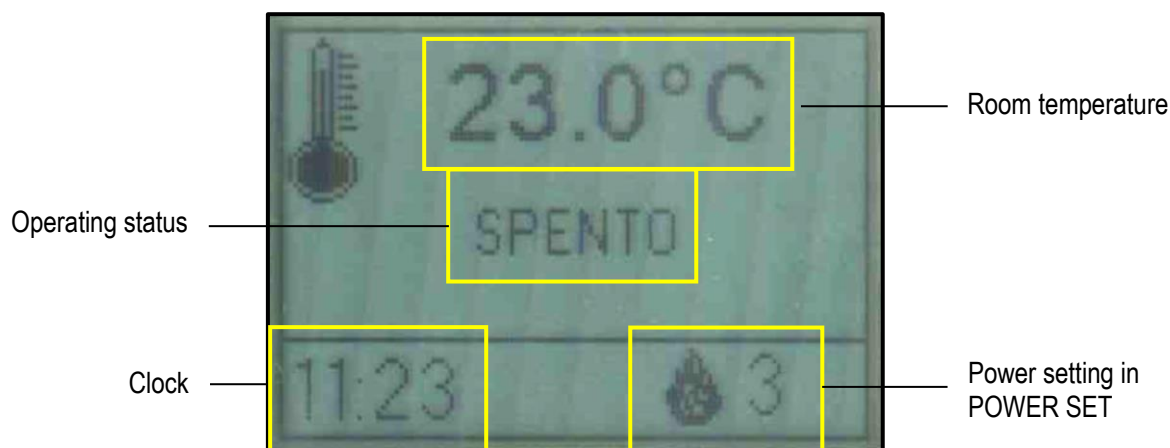 23.0°C
Room temperature
Operating status
SPENTO
11:23
3
Clock
Power setting in
POWER SET